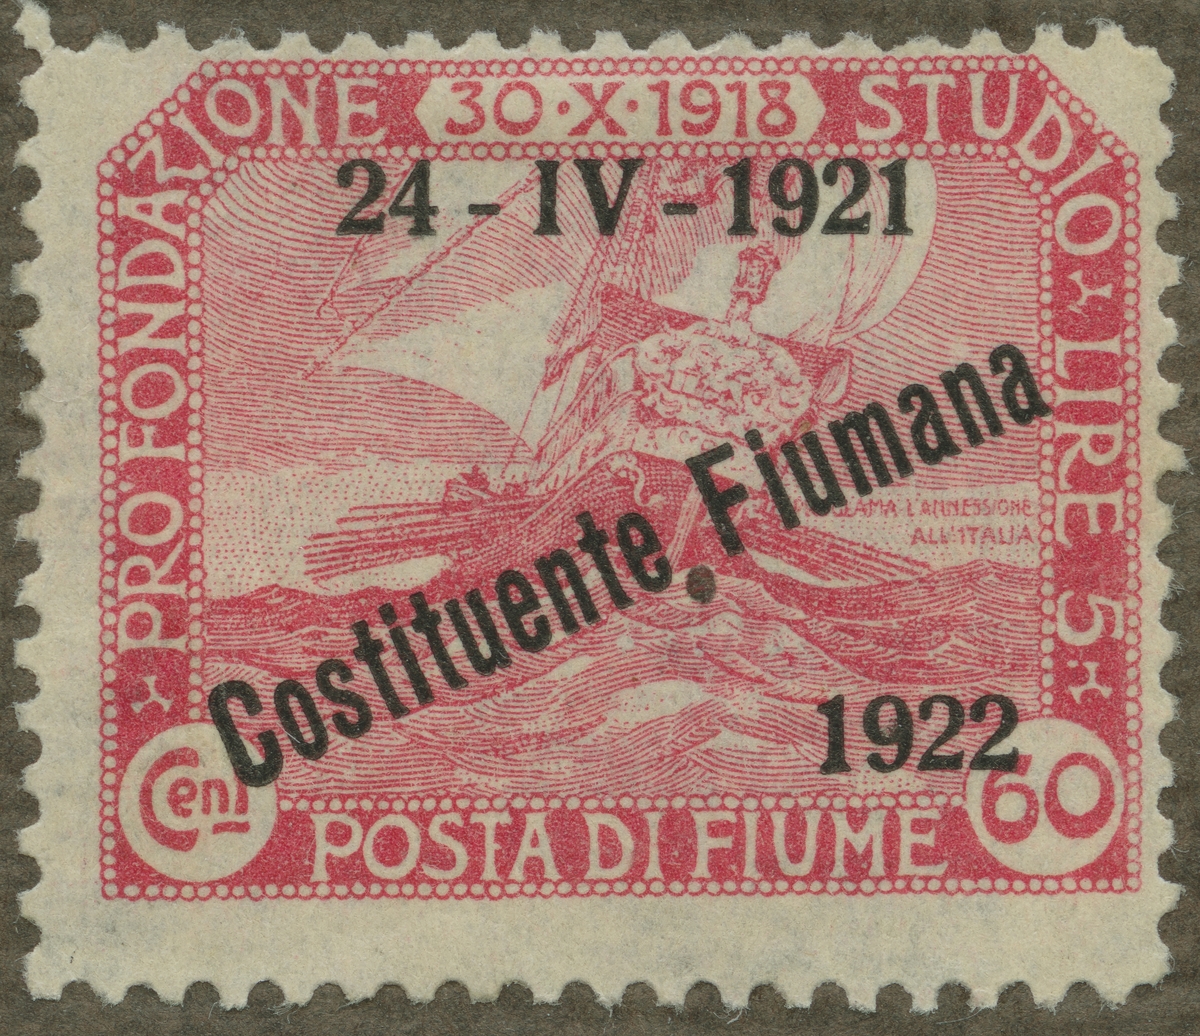 PRO FONDAZIONE 30·X·1918 STUDIO LIRE 5
24 - IV - 1921
Costituente Fiumana
L'ANNESSIONE
ALL'ITALIA
1922
Cent
POSTA DI FIUME
60